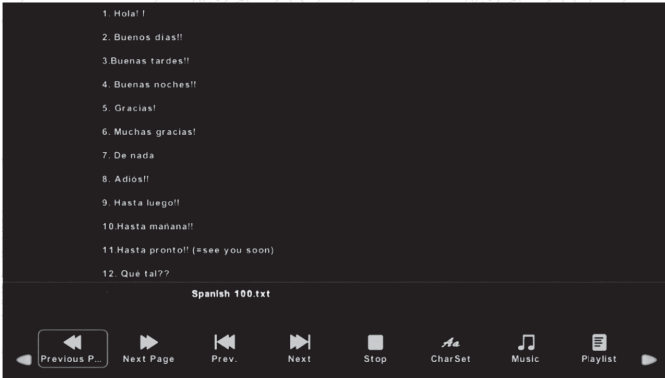 1. Hola! !
2. Buenos dias!!
3.Buenas tardes!!
4. Buenas noches!!
5. Gracias!
6. Muchas gracias!
7. De nada
8. Adiós!!
9. Hasta luego!!
10.Hasta mañana!!
11.Hasta pronto!! (=see you soon)
12. Qué tal??
Spanish 100.txt
Previous P... Next Page Prev. Next Stop CharSet Music Playlist